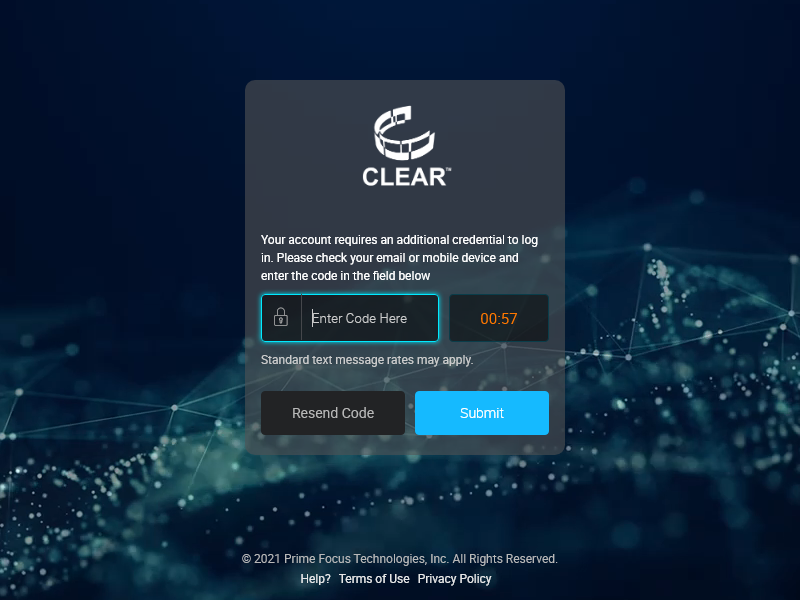 CLEAR™
Your account requires an additional credential to log
in. Please check your email or mobile device and
enter the code in the field below
Enter Code Here
00:57
Standard text message rates may apply.
Resend Code
Submit
© 2021 Prime Focus Technologies, Inc. All Rights Reserved.
Help? Terms of Use Privacy Policy